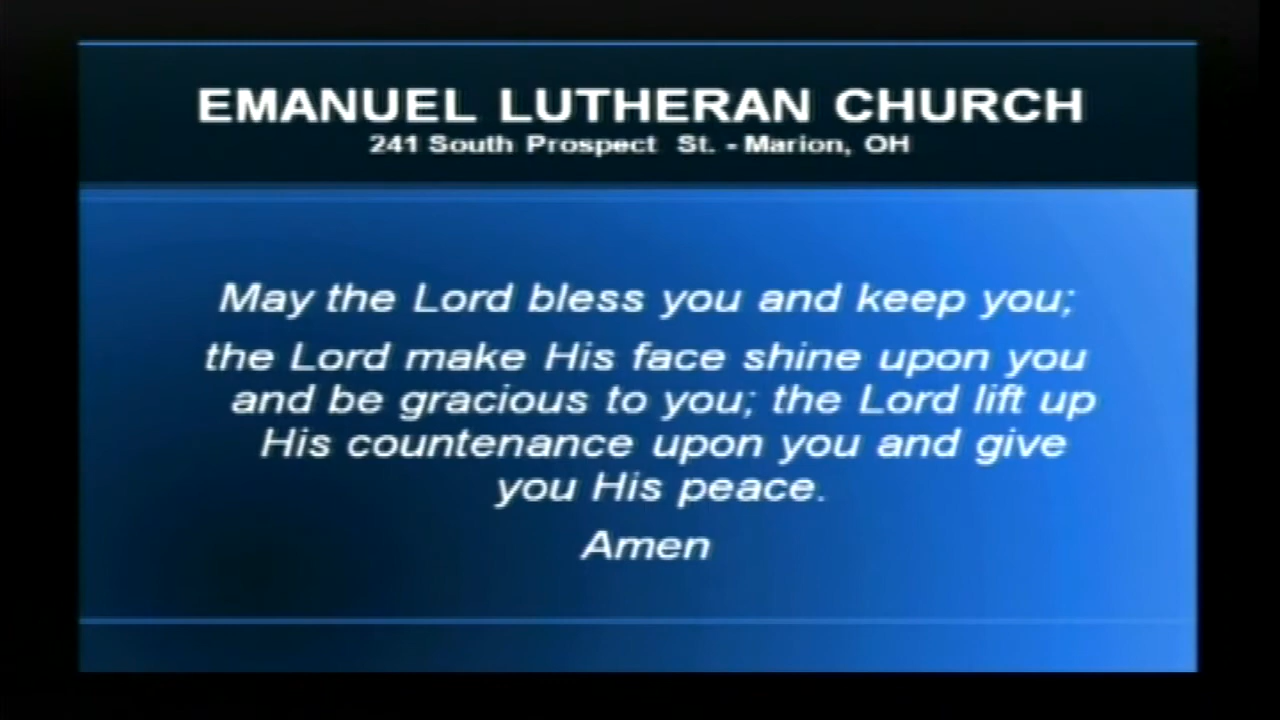 EMANUEL LUTHERAN CHURCH
241 South Prospect St. - Marion, OH
May the Lord bless you and keep you;
the Lord make His face shine upon you
and be gracious to you; the Lord lift up
His countenance upon you and give
you His peace.
Amen